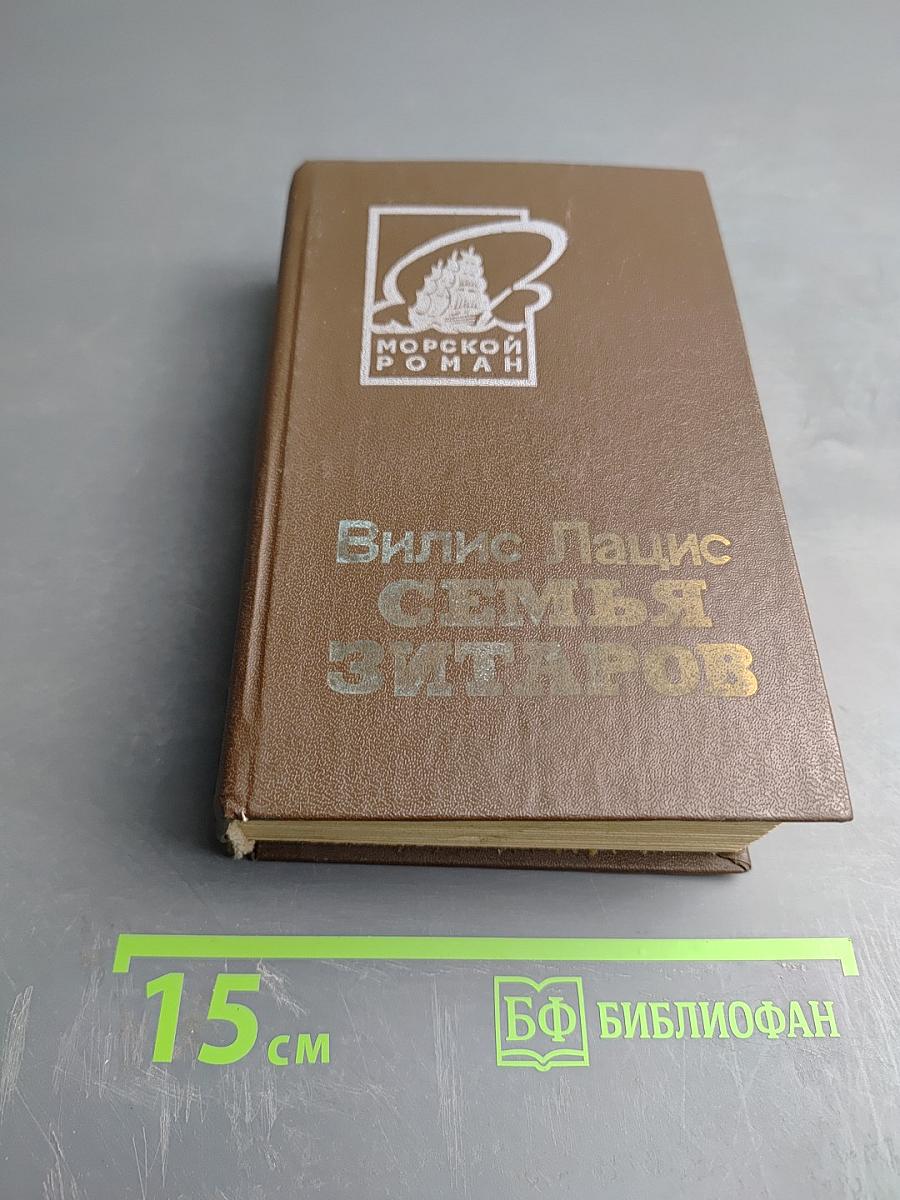 МОРСКОЙ
РОМАН
Вилис Лацис
СЕМЬЯ
ЗИТАРОВ
15 см
БФ БИБЛИОФАН